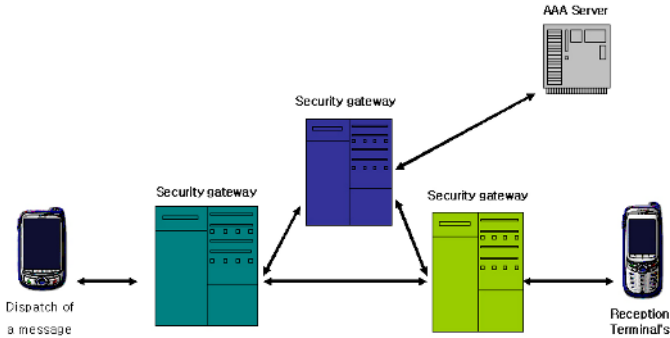 AAA Server
Security gateway
Security gateway
Security gateway
Dispatch of
a message
Reception
Terminal's